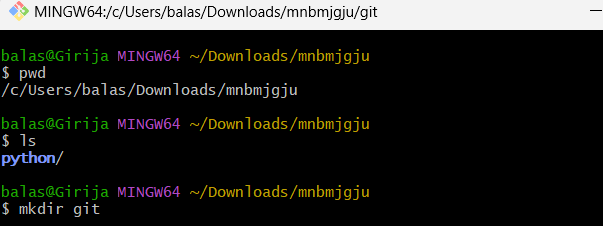 MINGW64:/c/Users/balas/Downloads/mnbmjgju/git
balas@Girija MINGW64 ~/Downloads/mnbmjgju
$ pwd
/c/Users/balas/Downloads/mnbmjgju
balas@Girija MINGW64 ~/Downloads/mnbmjgju
$ ls
python/
balas@Girija MINGW64 ~/Downloads/mnbmjgju
$ mkdir git